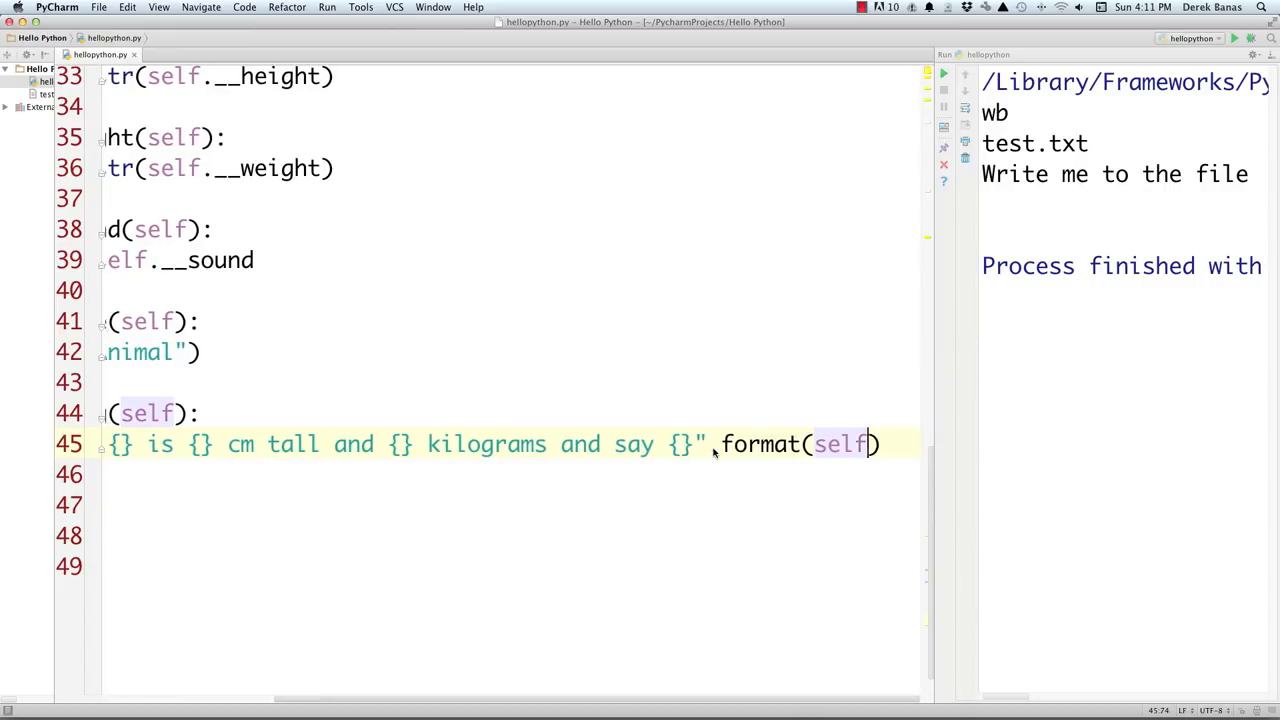 PyCharm File Edit View Navigate Code Refactor Run Tools VCS Window Help 10 Sun 4:11 PM Derek Banas
hellopython.py – [~/PycharmProjects/Hello Python]
Hello Python hellopython.py hellopython
hellopython.py Run hellopython
Hello P
hell
test
Extern
33 tr(self.__height)
34
35 ht(self):
36 tr(self.__weight)
37
38 d(self):
39 elf.__sound
40
41 (self):
42 nimal")
43
44 (self):
45 {} is {} cm tall and {} kilograms and say {}".format(self)
46
47
48
49
/Library/Frameworks/Py
wb
test.txt
Write me to the file
Process finished with
45:74 LF UTF-8